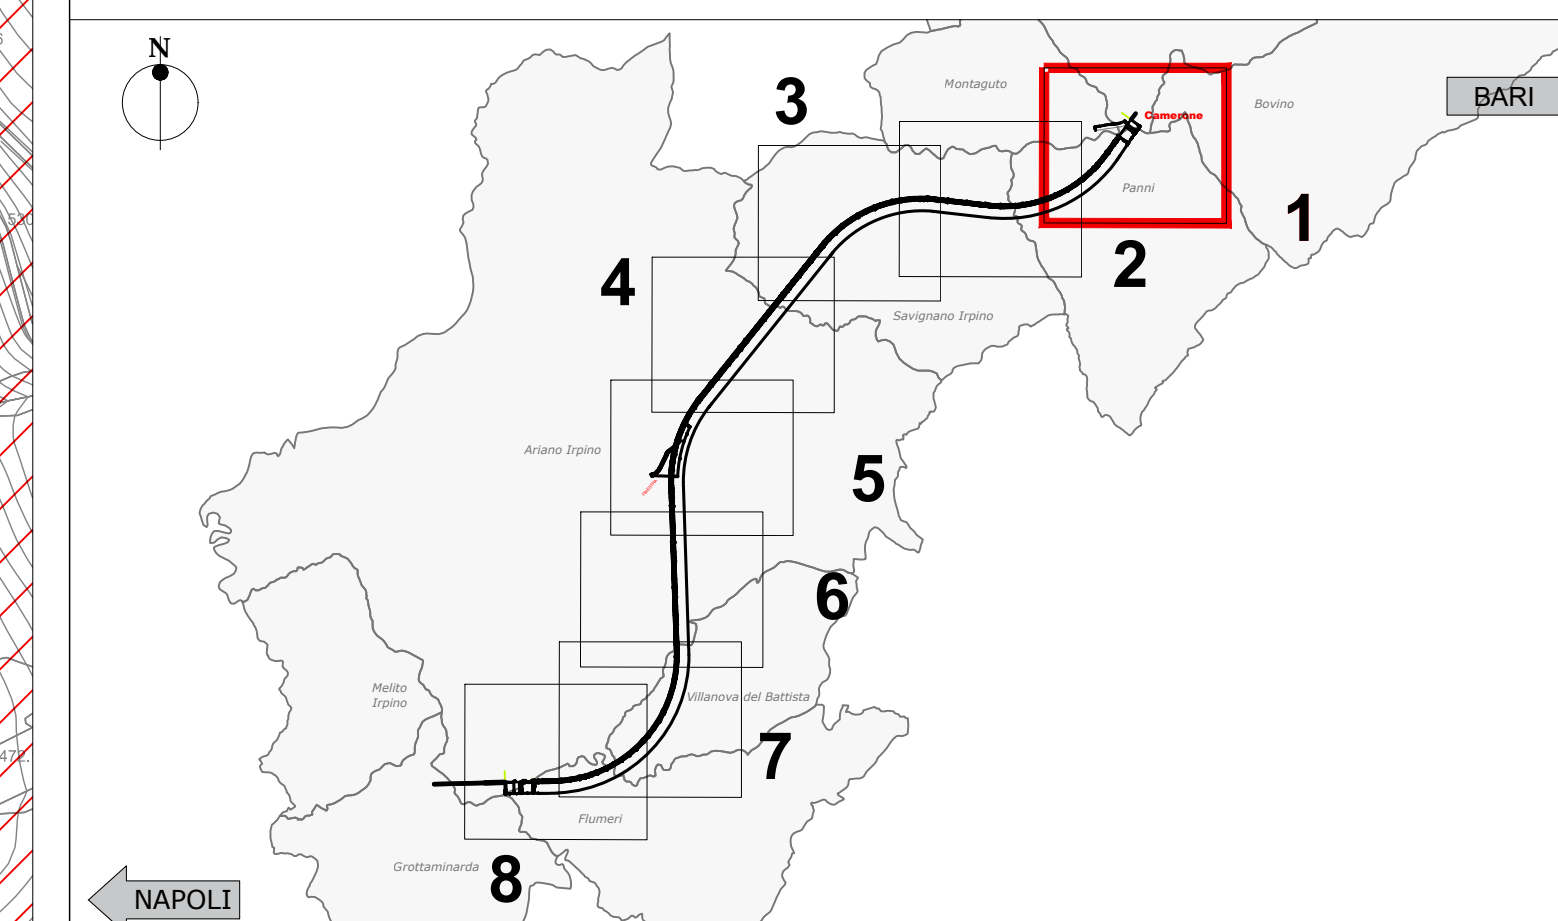 N
3
Montaguto
Bovino
BARI
Camerone
Panni
1
2
4
Savignano Irpino
Ariano Irpino
5
6
Melito
Irpino
Villanova del Battista
7
472.
Flumeri
Grottaminarda
8
NAPOLI